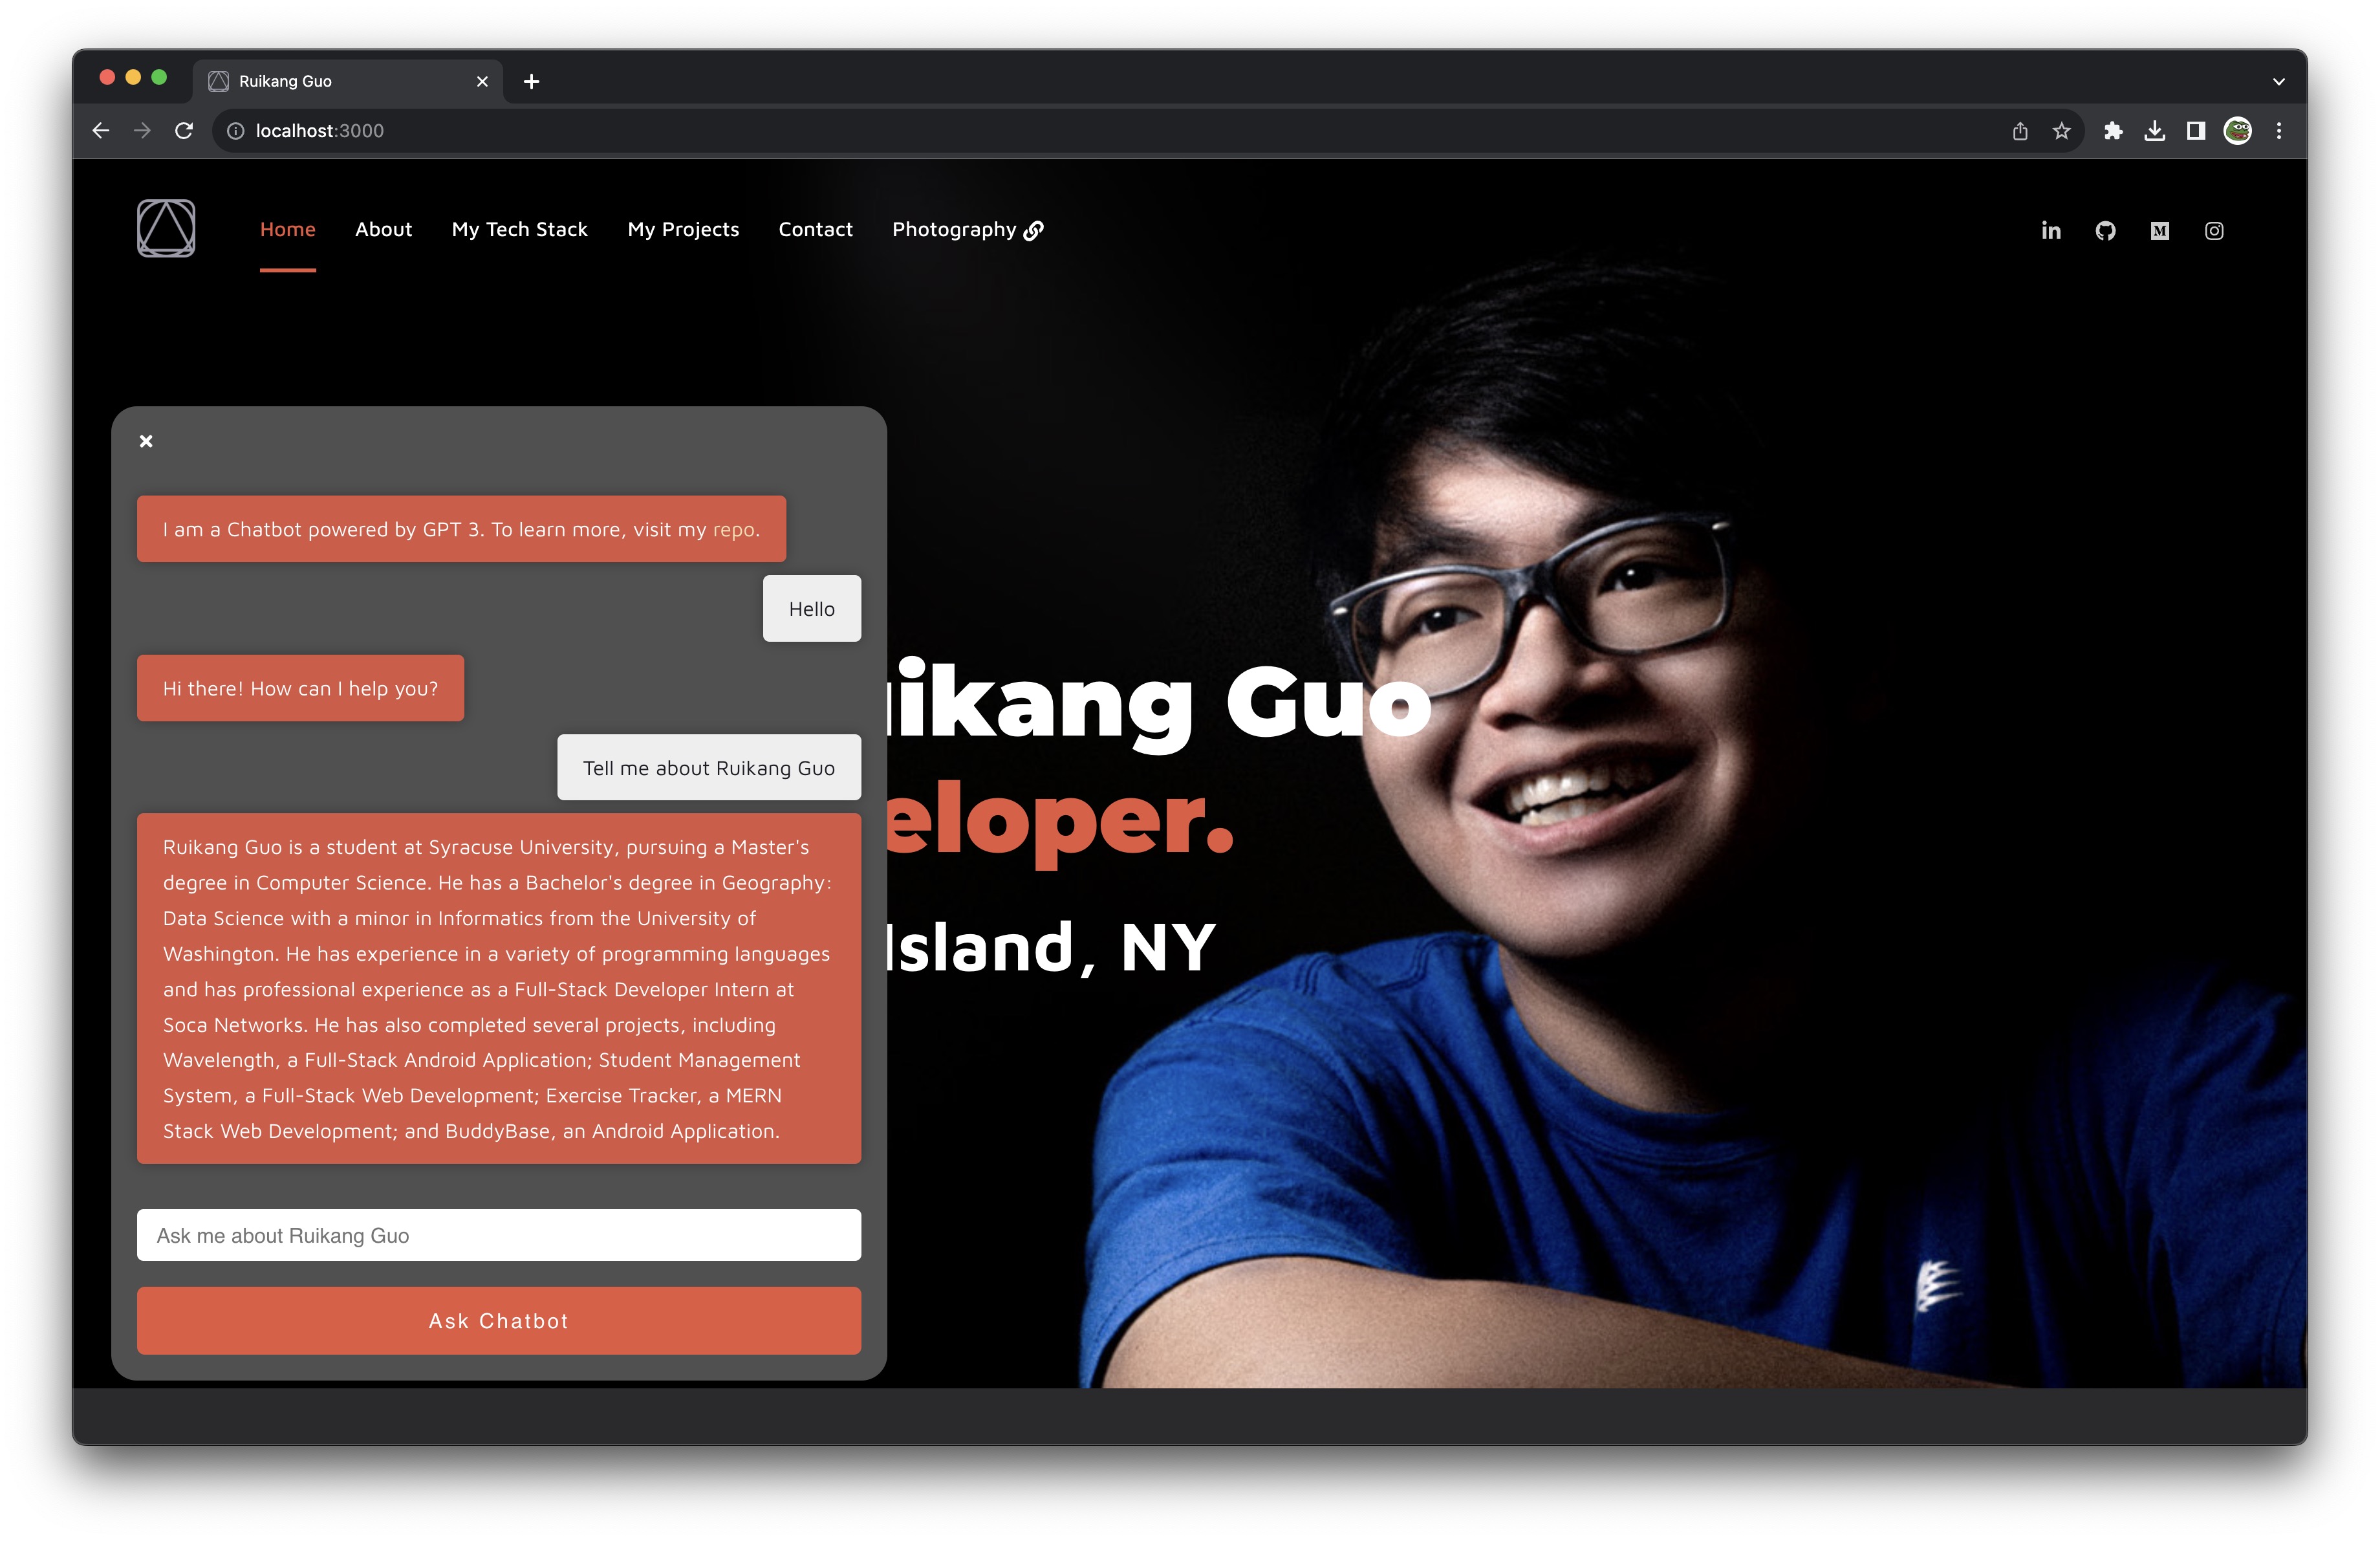 Ruikang Guo
localhost:3000
Home About My Tech Stack My Projects Contact Photography
in
M
I am a Chatbot powered by GPT 3. To learn more, visit my repo.
Hello
Hi there! How can I help you?
Tell me about Ruikang Guo
Ruikang Guo is a student at Syracuse University, pursuing a Master's
degree in Computer Science. He has a Bachelor's degree in Geography:
Data Science with a minor in Informatics from the University of
Washington. He has experience in a variety of programming languages
and has professional experience as a Full-Stack Developer Intern at
Soca Networks. He has also completed several projects, including
Wavelength, a Full-Stack Android Application; Student Management
System, a Full-Stack Web Development; Exercise Tracker, a MERN
Stack Web Development; and BuddyBase, an Android Application.
Ask me about Ruikang Guo
Ask Chatbot
ikang Guo
eloper.
Island, NY